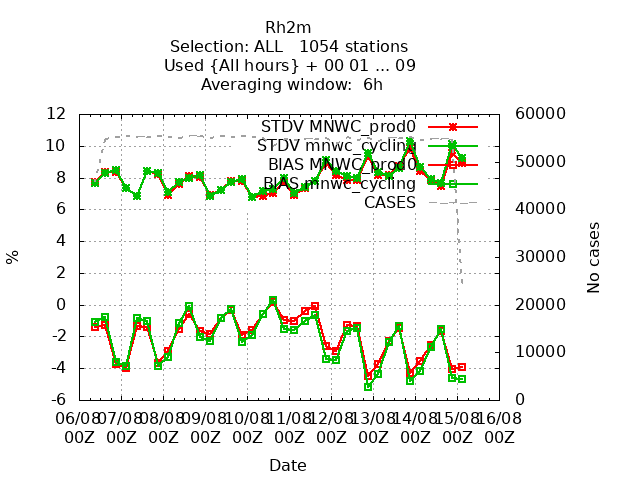 Rh2m
Selection: ALL   1054 stations
Used {All hours} + 00 01 ... 09
Averaging window:  6h
12
10
8
6
4
2
0
-2
-4
-6
%
60000
50000
40000
30000
20000
10000
0
No cases
STDV MNWC_prod0
STDV mnwc_cycling
BIAS MNWC_prod0
BIAS mnwc_cycling
CASES
06/08 07/08 08/08 09/08 10/08 11/08 12/08 13/08 14/08 15/08 16/08
00Z 00Z 00Z 00Z 00Z 00Z 00Z 00Z 00Z 00Z 00Z
Date